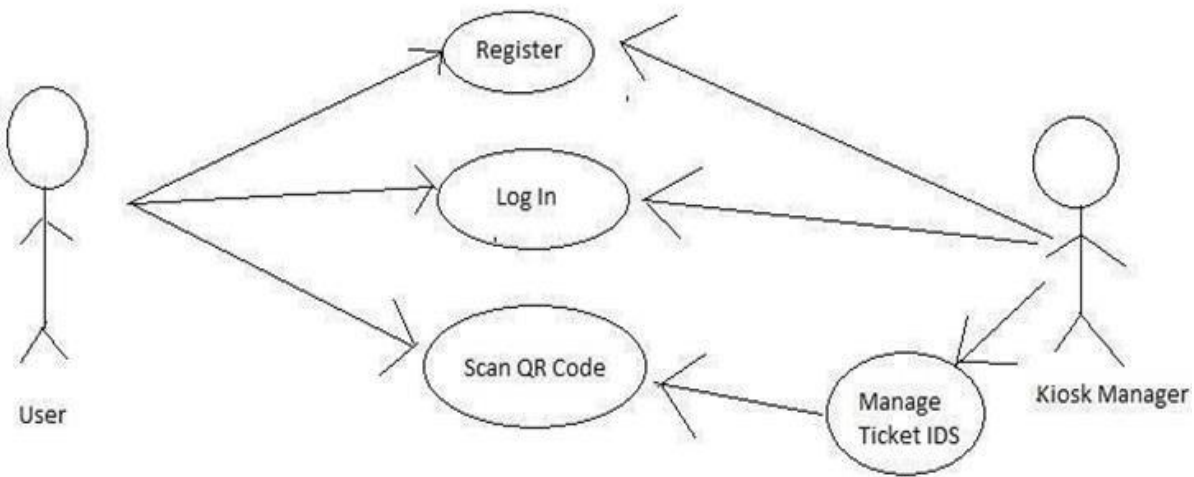 Register
Log In
Scan QR Code
User
Manage
Ticket IDS
Kiosk Manager